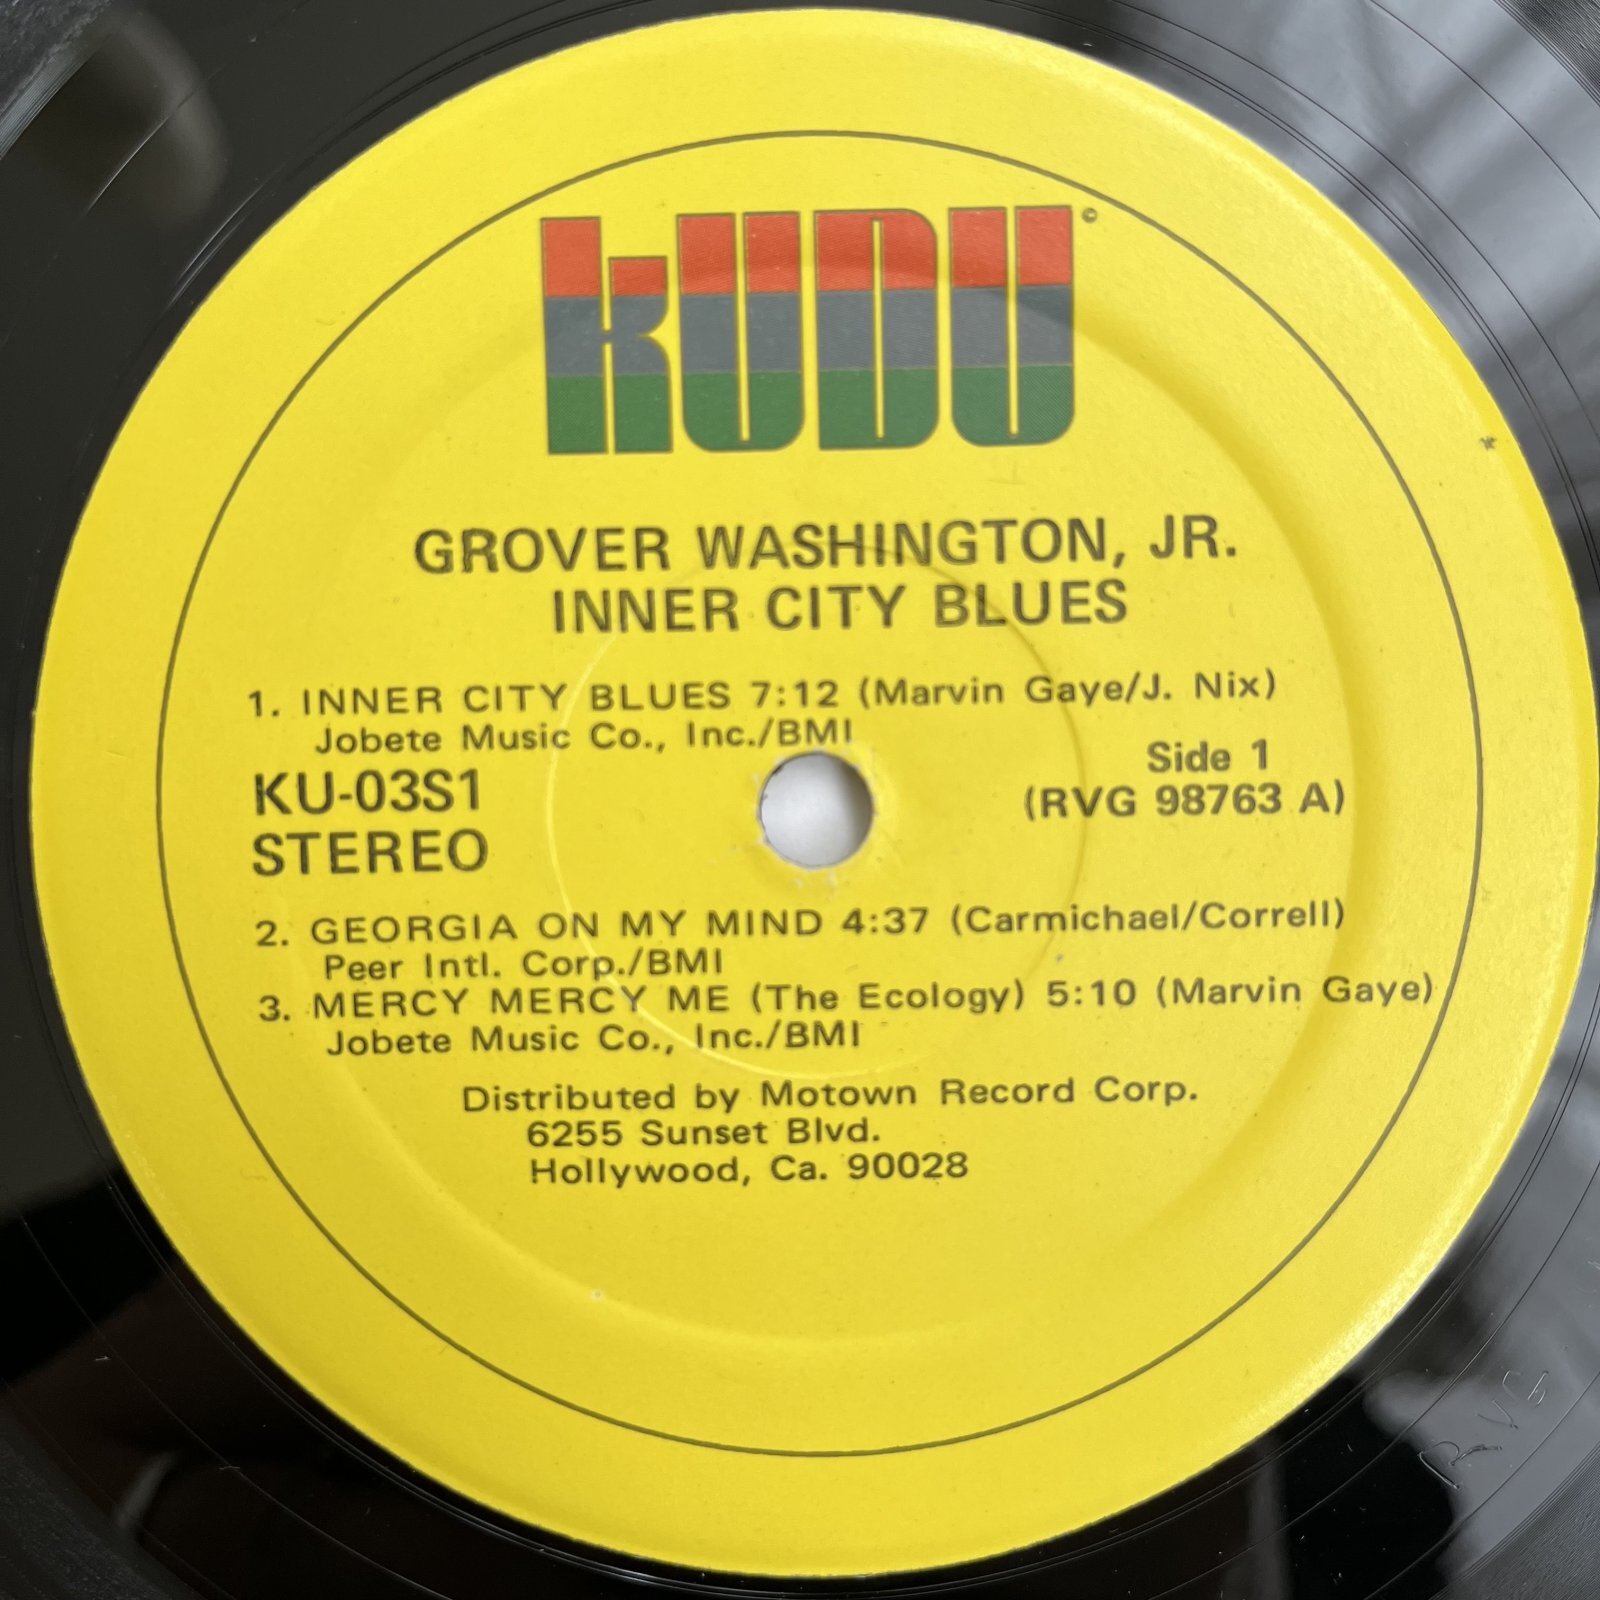 KUDU ©
GROVER WASHINGTON, JR.
INNER CITY BLUES
1. INNER CITY BLUES 7:12 (Marvin Gaye/J. Nix)
Jobete Music Co., Inc./BMI
KU-03S1
STEREO
Side 1
(RVG 98763 A)
2. GEORGIA ON MY MIND 4:37 (Carmichael/Correll)
Peer Intl. Corp./BMI
3. MERCY MERCY ME (The Ecology) 5:10 (Marvin Gaye)
Jobete Music Co., Inc./BMI
Distributed by Motown Record Corp.
6255 Sunset Blvd.
Hollywood, Ca. 90028